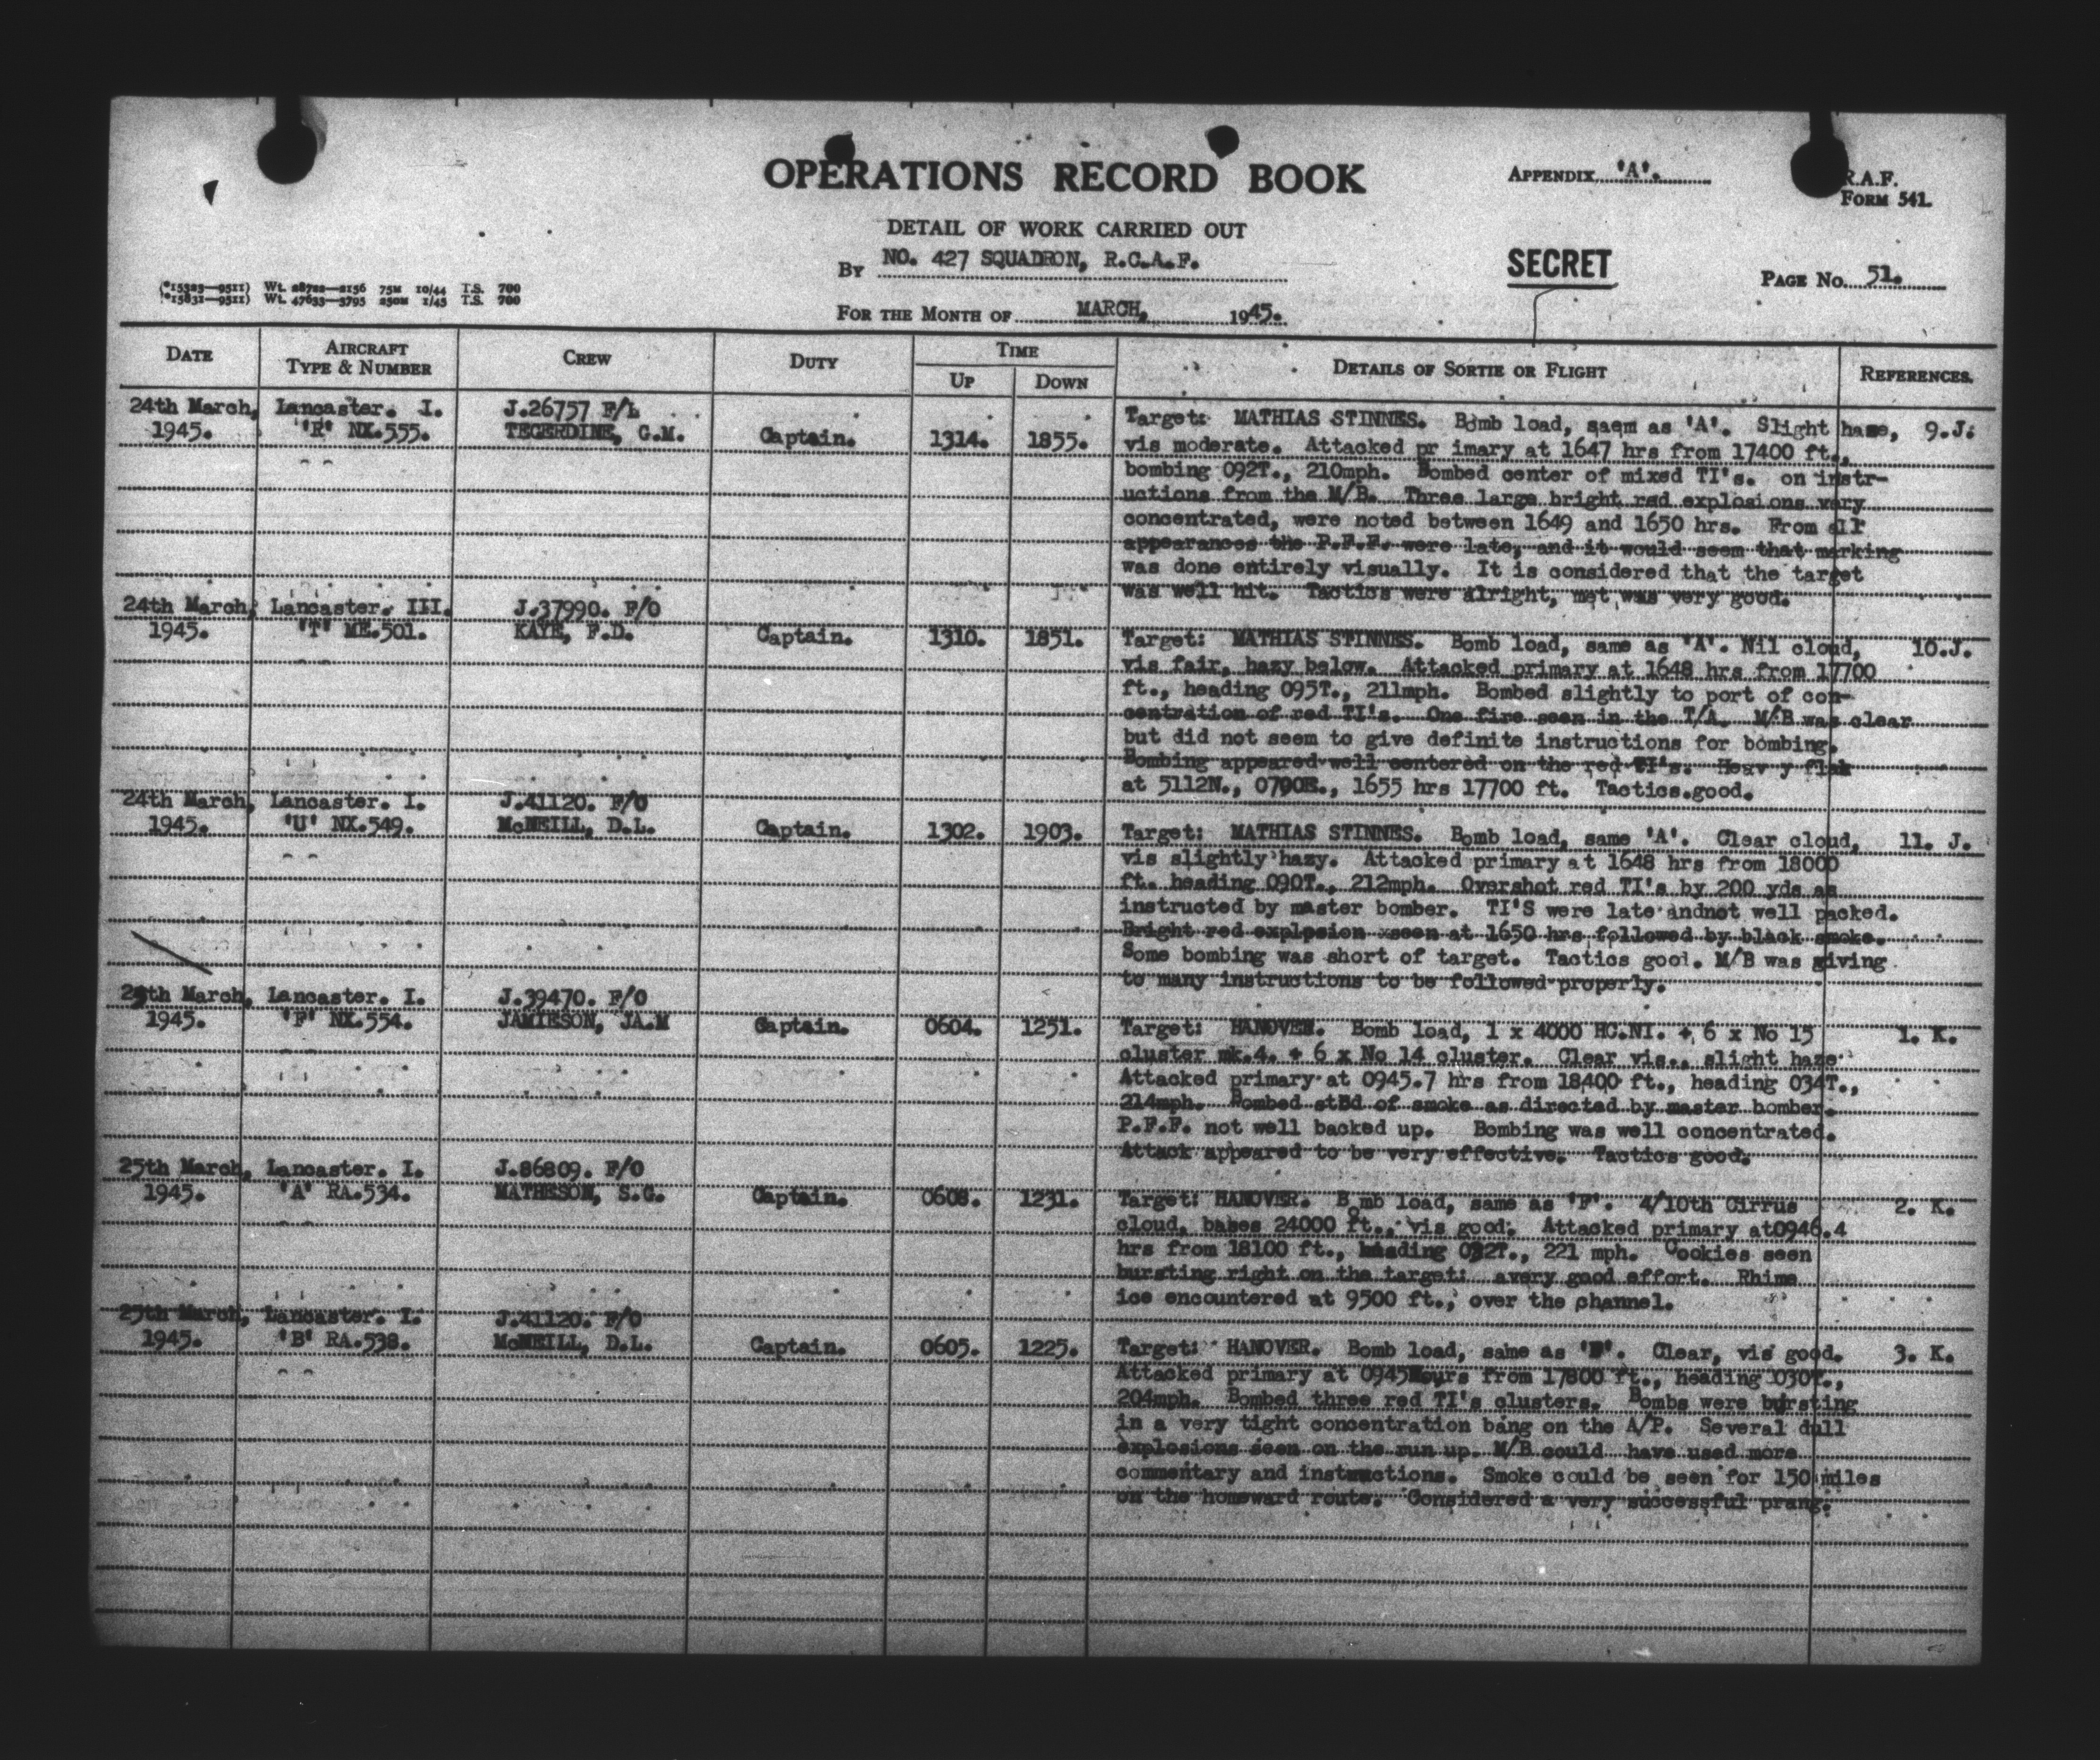 OPERATIONS RECORD BOOK
APPENDIX 'A'.
R.A.F.
FORM 541.
DETAIL OF WORK CARRIED OUT
BY NO. 427 SQUADRON, R.C.A.F.
SECRET
PAGE No. 51.
(*15323—9511) Wt. 28722—2156 75M 10/44 T.S. 700
(*15831—9511) Wt. 47633—3795 250M 1/45 T.S. 700
FOR THE MONTH OF MARCH, 1945.
DATE
AIRCRAFT
TYPE & NUMBER
CREW
DUTY
TIME
UP
DOWN
DETAILS OF SORTIE OR FLIGHT
REFERENCES.
24th March, Lancaster. I. J.26757 F/L
1945. 'R' NX.555. TEGERDINE, G.M. Captain. 1314. 1855.
Target: MATHIAS STINNES. Bomb load, saem as 'A'. Slight haze, 9.J.
vis moderate. Attacked pr imary at 1647 hrs from 17400 ft.,
bombing 092T., 210mph. Bombed center of mixed TI's. on instr-
uctions from the M/B. Three large bright red explosions very
concentrated, were noted between 1649 and 1650 hrs. From all
appearances the P.F.F. were late, and it would seem that marking
was done entirely visually. It is considered that the target
was well hit. Tactics were alright, met was very good.
24th March, Lancaster. III. J.37990. F/O
1945. 'T' ME.501. KAYE, F.D. Captain. 1310. 1851.
Target: MATHIAS STINNES. Bomb load, same as 'A'. Nil cloud, 10.J.
vis fair, hazy below. Attacked primary at 1648 hrs from 17700
ft., heading 095T., 211mph. Bombed slightly to port of con-
centration of red TI's. One fire seen in the T/A. M/B was clear
but did not seem to give definite instructions for bombing.
Bombing appeared well centered on the red TI's. Heav y flak
at 5112N., 0790E., 1655 hrs 17700 ft. Tactics.good.
24th March, Lancaster. I. J.41120. F/O
1945. 'U' NX.549. McNEILL, D.L. Captain. 1302. 1903.
Target: MATHIAS STINNES. Bomb load, same 'A'. Clear cloud, 11. J.
vis slightly hazy. Attacked primary at 1648 hrs from 18000
ft. heading 090T., 212mph. Overshot red TI's by 200 yds as
instructed by master bomber. TI'S were late andnot well packed.
Bright red explosion seen at 1650 hrs followed by black smoke.
Some bombing was short of target. Tactics good. M/B was giving
to many instructions to be followed properly.
25th March, Lancaster. I. J.39470. F/O
1945. 'F' NX.554. JAMIESON, JA.M Captain. 0604. 1251.
Target: HANOVER. Bomb load, 1 x 4000 HC.NI. + 6 x No 15 1. K.
cluster mk.4. + 6 x No 14 cluster. Clear vis., slight haze
Attacked primary at 0945.7 hrs from 18400 ft., heading 034T.,
214mph. Bombed stBd of smoke as directed by master bomber.
P.F.F. not well backed up. Bombing was well concentrated.
Attack appeared to be very effective. Tactics good.
25th March, Lancaster. I. J.86809. F/O
1945. 'A' RA.534. MATHESON, S.G. Captain. 0608. 1231.
Target: HANOVER. Bomb load, same as 'F'. 4/10th Cirrus 2. K.
cloud, bases 24000 ft., vis good. Attacked primary at0946.4
hrs from 18100 ft., heading 032T., 221 mph. Cookies seen
bursting right on the target: avery good effort. Rhime
ice encountered at 9500 ft., over the channel.
25th March, Lancaster. I. J.41120. F/O
1945. 'B' RA.538. McNEILL, D.L. Captain. 0605. 1225.
Target: HANOVER. Bomb load, same as 'F'. Clear, vis good. 3. K.
Attacked primary at 0945Hours from 17800 ft., heading 030T.,
204mph. Bombed three red TI's clusters. Bombs were bursting
in a very tight concentration bang on the A/P. Several dull
explosions seen on the run up. M/B could have used more
commentary and instructions. Smoke could be seen for 150 miles
on the homeward route. Considered a very successful prang.